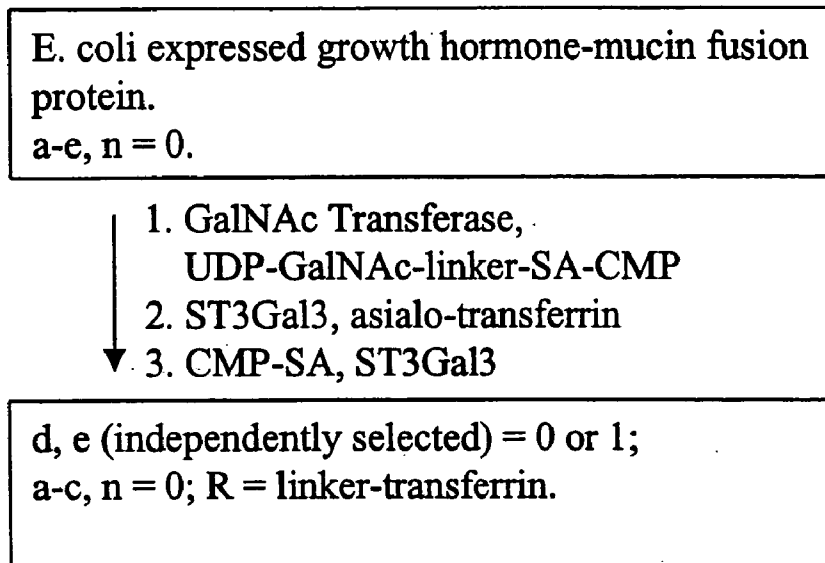 E. coli expressed growth hormone-mucin fusion
protein.
a-e, n = 0.
1. GalNAc Transferase,
UDP-GalNAc-linker-SA-CMP
2. ST3Gal3, asialo-transferrin
3. CMP-SA, ST3Gal3
d, e (independently selected) = 0 or 1;
a-c, n = 0; R = linker-transferrin.